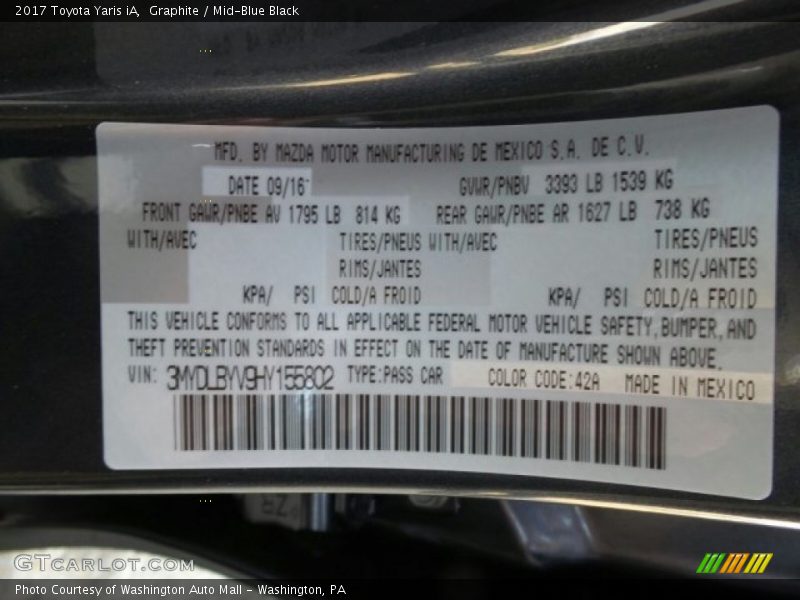 2017 Toyota Yaris iA, Graphite / Mid-Blue Black
MFD. BY MAZDA MOTOR MANUFACTURING DE MEXICO S.A. DE C.V.
DATE 09/16 GVWR/PNBV 3393 LB 1539 KG
FRONT GAWR/PNBE AV 1795 LB 814 KG REAR GAWR/PNBE AR 1627 LB 738 KG
WITH/AVEC TIRES/PNEUS WITH/AVEC TIRES/PNEUS
RIMS/JANTES RIMS/JANTES
KPA/ PSI COLD/A FROID KPA/ PSI COLD/A FROID
THIS VEHICLE CONFORMS TO ALL APPLICABLE FEDERAL MOTOR VEHICLE SAFETY, BUMPER, AND
THEFT PREVENTION STANDARDS IN EFFECT ON THE DATE OF MANUFACTURE SHOWN ABOVE.
VIN: 3MYDLBYV9HY155802 TYPE:PASS CAR COLOR CODE:42A MADE IN MEXICO
GTCARLOT.COM
Photo Courtesy of Washington Auto Mall - Washington, PA